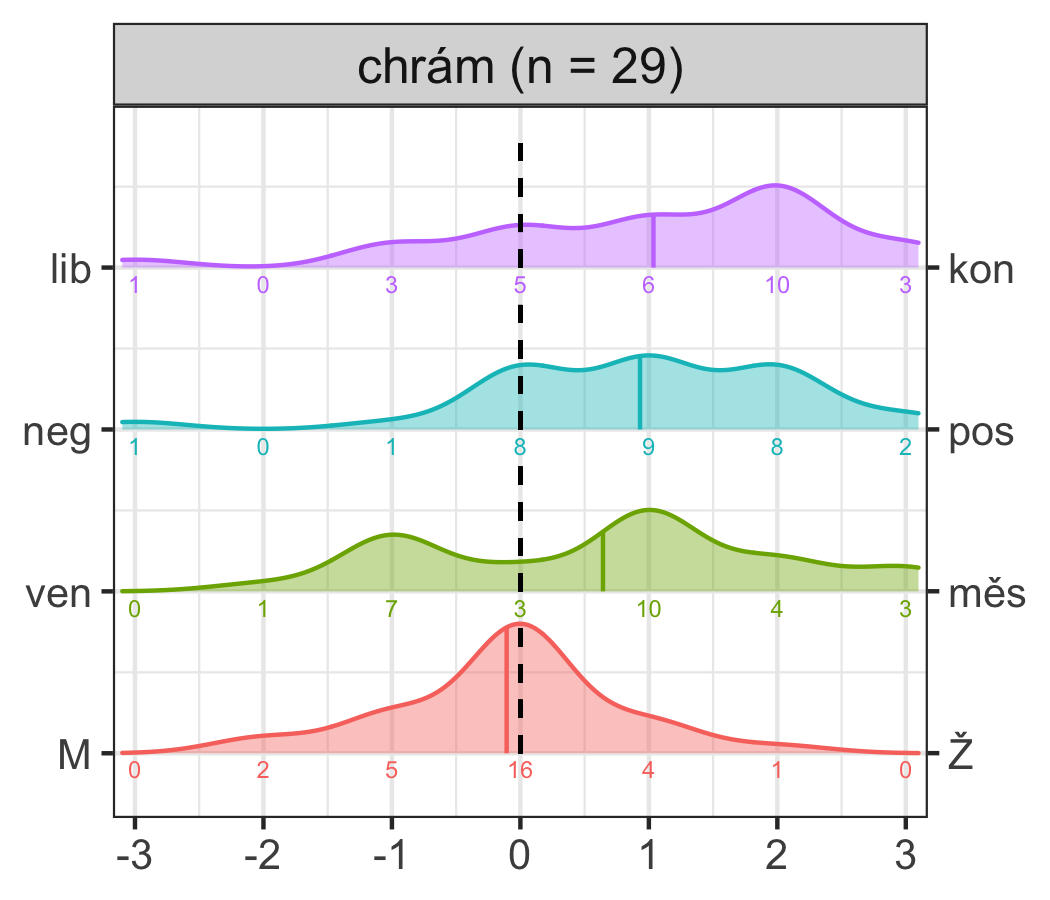 chrám (n = 29)
lib kon
1 0 3 5 6 10 3
neg pos
1 0 1 8 9 8 2
ven měs
0 1 7 3 10 4 3
M Ž
0 2 5 16 4 1 0
-3 -2 -1 0 1 2 3